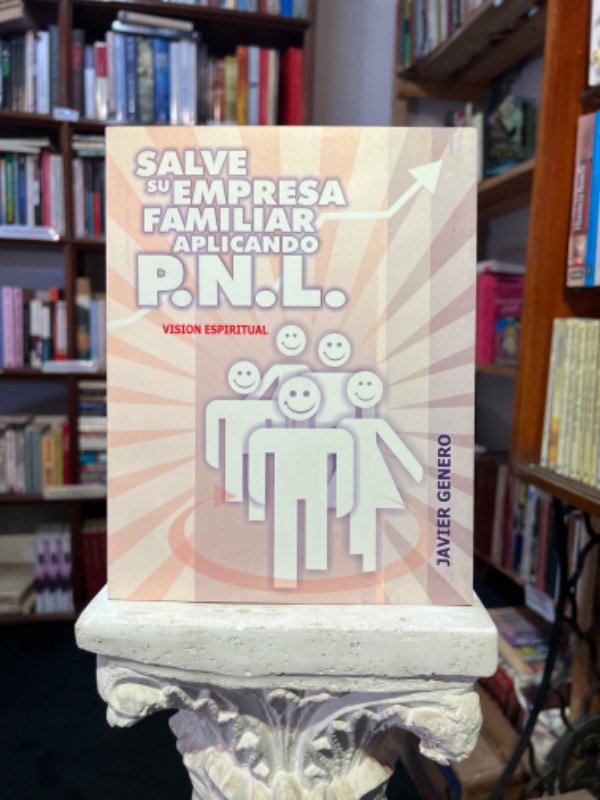 SALVE
SU EMPRESA
FAMILIAR
APLICANDO
P.N.L.
VISION ESPIRITUAL
JAVIER GENERO